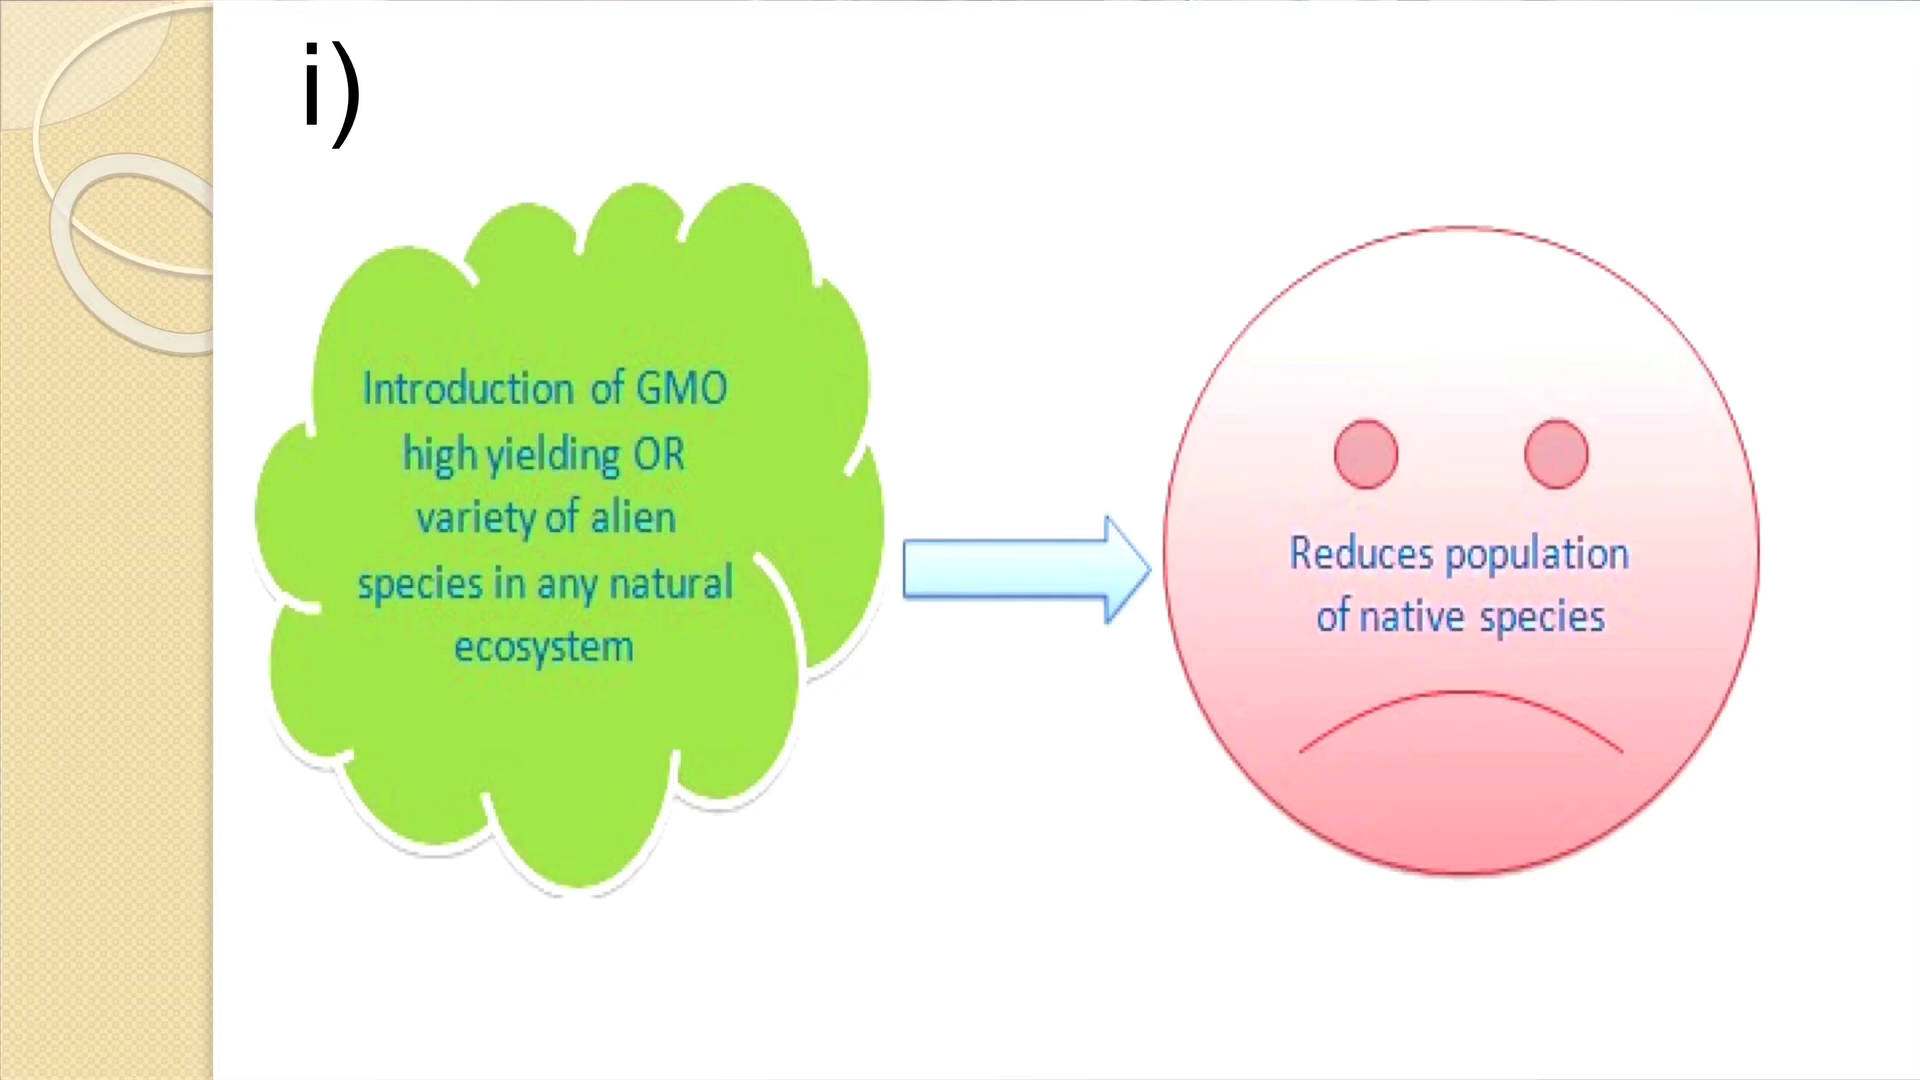 i)
Introduction of GMO
high yielding OR
variety of alien
species in any natural
ecosystem
Reduces population
of native species